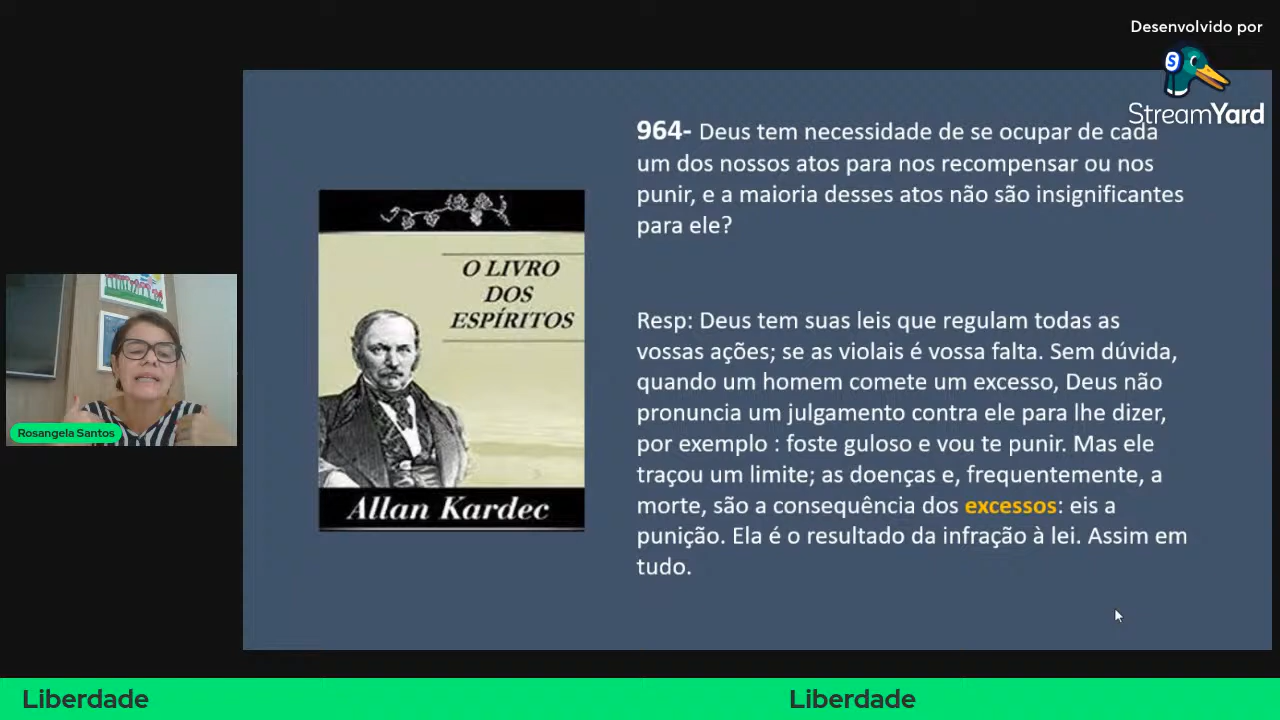 Desenvolvido por
StreamYard
964- Deus tem necessidade de se ocupar de cada
um dos nossos atos para nos recompensar ou nos
punir, e a maioria desses atos não são insignificantes
para ele?
O LIVRO
DOS
ESPÍRITOS
Allan Kardec
Resp: Deus tem suas leis que regulam todas as
vossas ações; se as violais é vossa falta. Sem dúvida,
quando um homem comete um excesso, Deus não
pronuncia um julgamento contra ele para lhe dizer,
por exemplo : foste guloso e vou te punir. Mas ele
traçou um limite; as doenças e, frequentemente, a
morte, são a consequência dos excessos: eis a
punição. Ela é o resultado da infração à lei. Assim em
tudo.
Rosangela Santos
Liberdade
Liberdade